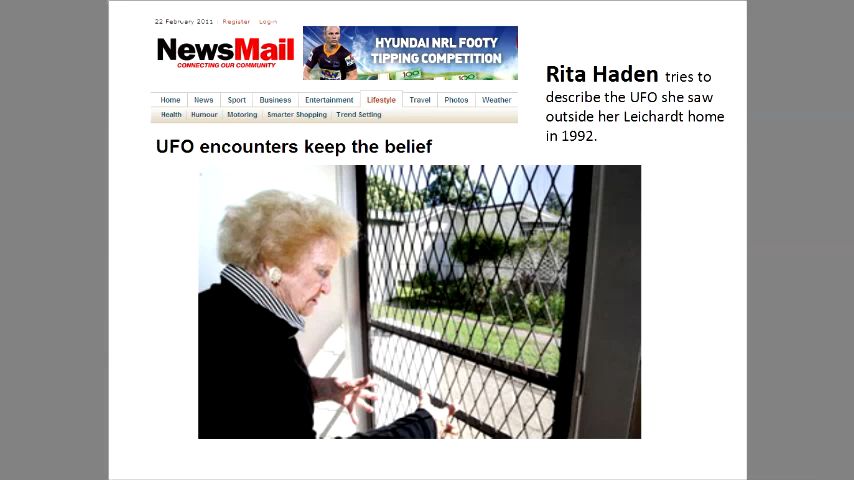 22 February 2011 | Register Login
NewsMail
CONNECTING OUR COMMUNITY
HYUNDAI NRL FOOTY
TIPPING COMPETITION
Home News Sport Business Entertainment Lifestyle Travel Photos Weather
Health Humour Motoring Smarter Shopping Trend Setting
UFO encounters keep the belief
Rita Haden tries to
describe the UFO she saw
outside her Leichardt home
in 1992.